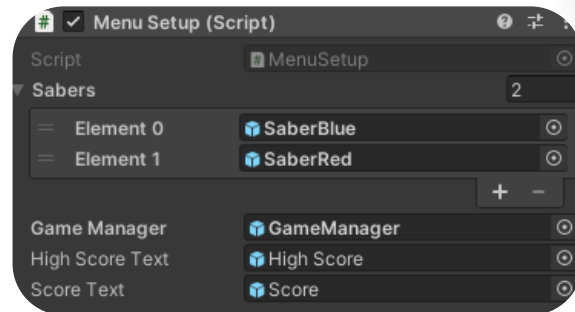 # Menu Setup (Script)
Script # MenuSetup
Sabers 2
Element 0 SaberBlue
Element 1 SaberRed
+ −
Game Manager GameManager
High Score Text High Score
Score Text Score